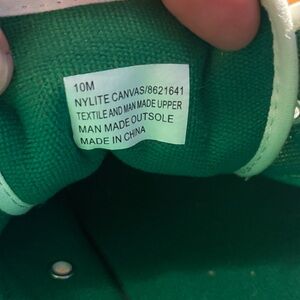 10M
NYLITE CANVAS/8621641
TEXTILE AND MAN MADE UPPER
MAN MADE OUTSOLE
MADE IN CHINA